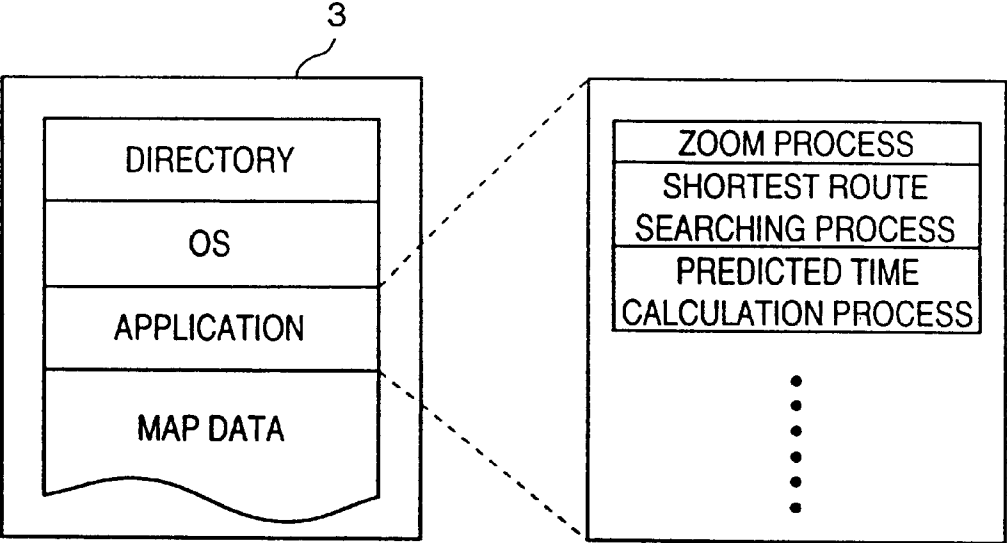 3
DIRECTORY
OS
APPLICATION
MAP DATA
ZOOM PROCESS
SHORTEST ROUTE
SEARCHING PROCESS
PREDICTED TIME
CALCULATION PROCESS